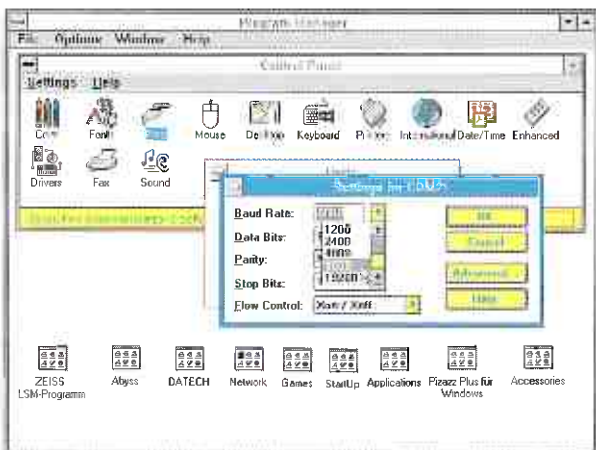 Program Manager
File Options Window Help
Control Panel
Settings Help
Color Fonts Ports Mouse Desktop Keyboard Printers International Date/Time Enhanced
Drivers Fax Sound
Settings for COM2:
Baud Rate:
1200
2400
4800
9600
19200
Data Bits:
Parity:
Stop Bits:
Flow Control: Xon / Xoff
OK
Cancel
Advanced...
Help
ZEISS LSM-Programm
Abyss
DATECH
Network
Games
StartUp
Applications
Pizazz Plus für Windows
Accessories